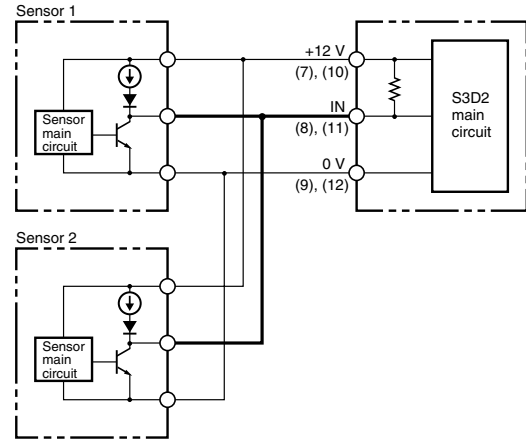 Sensor 1
Sensor
main
circuit
+12 V
(7), (10)
IN
(8), (11)
0 V
(9), (12)
S3D2
main
circuit
Sensor 2
Sensor
main
circuit